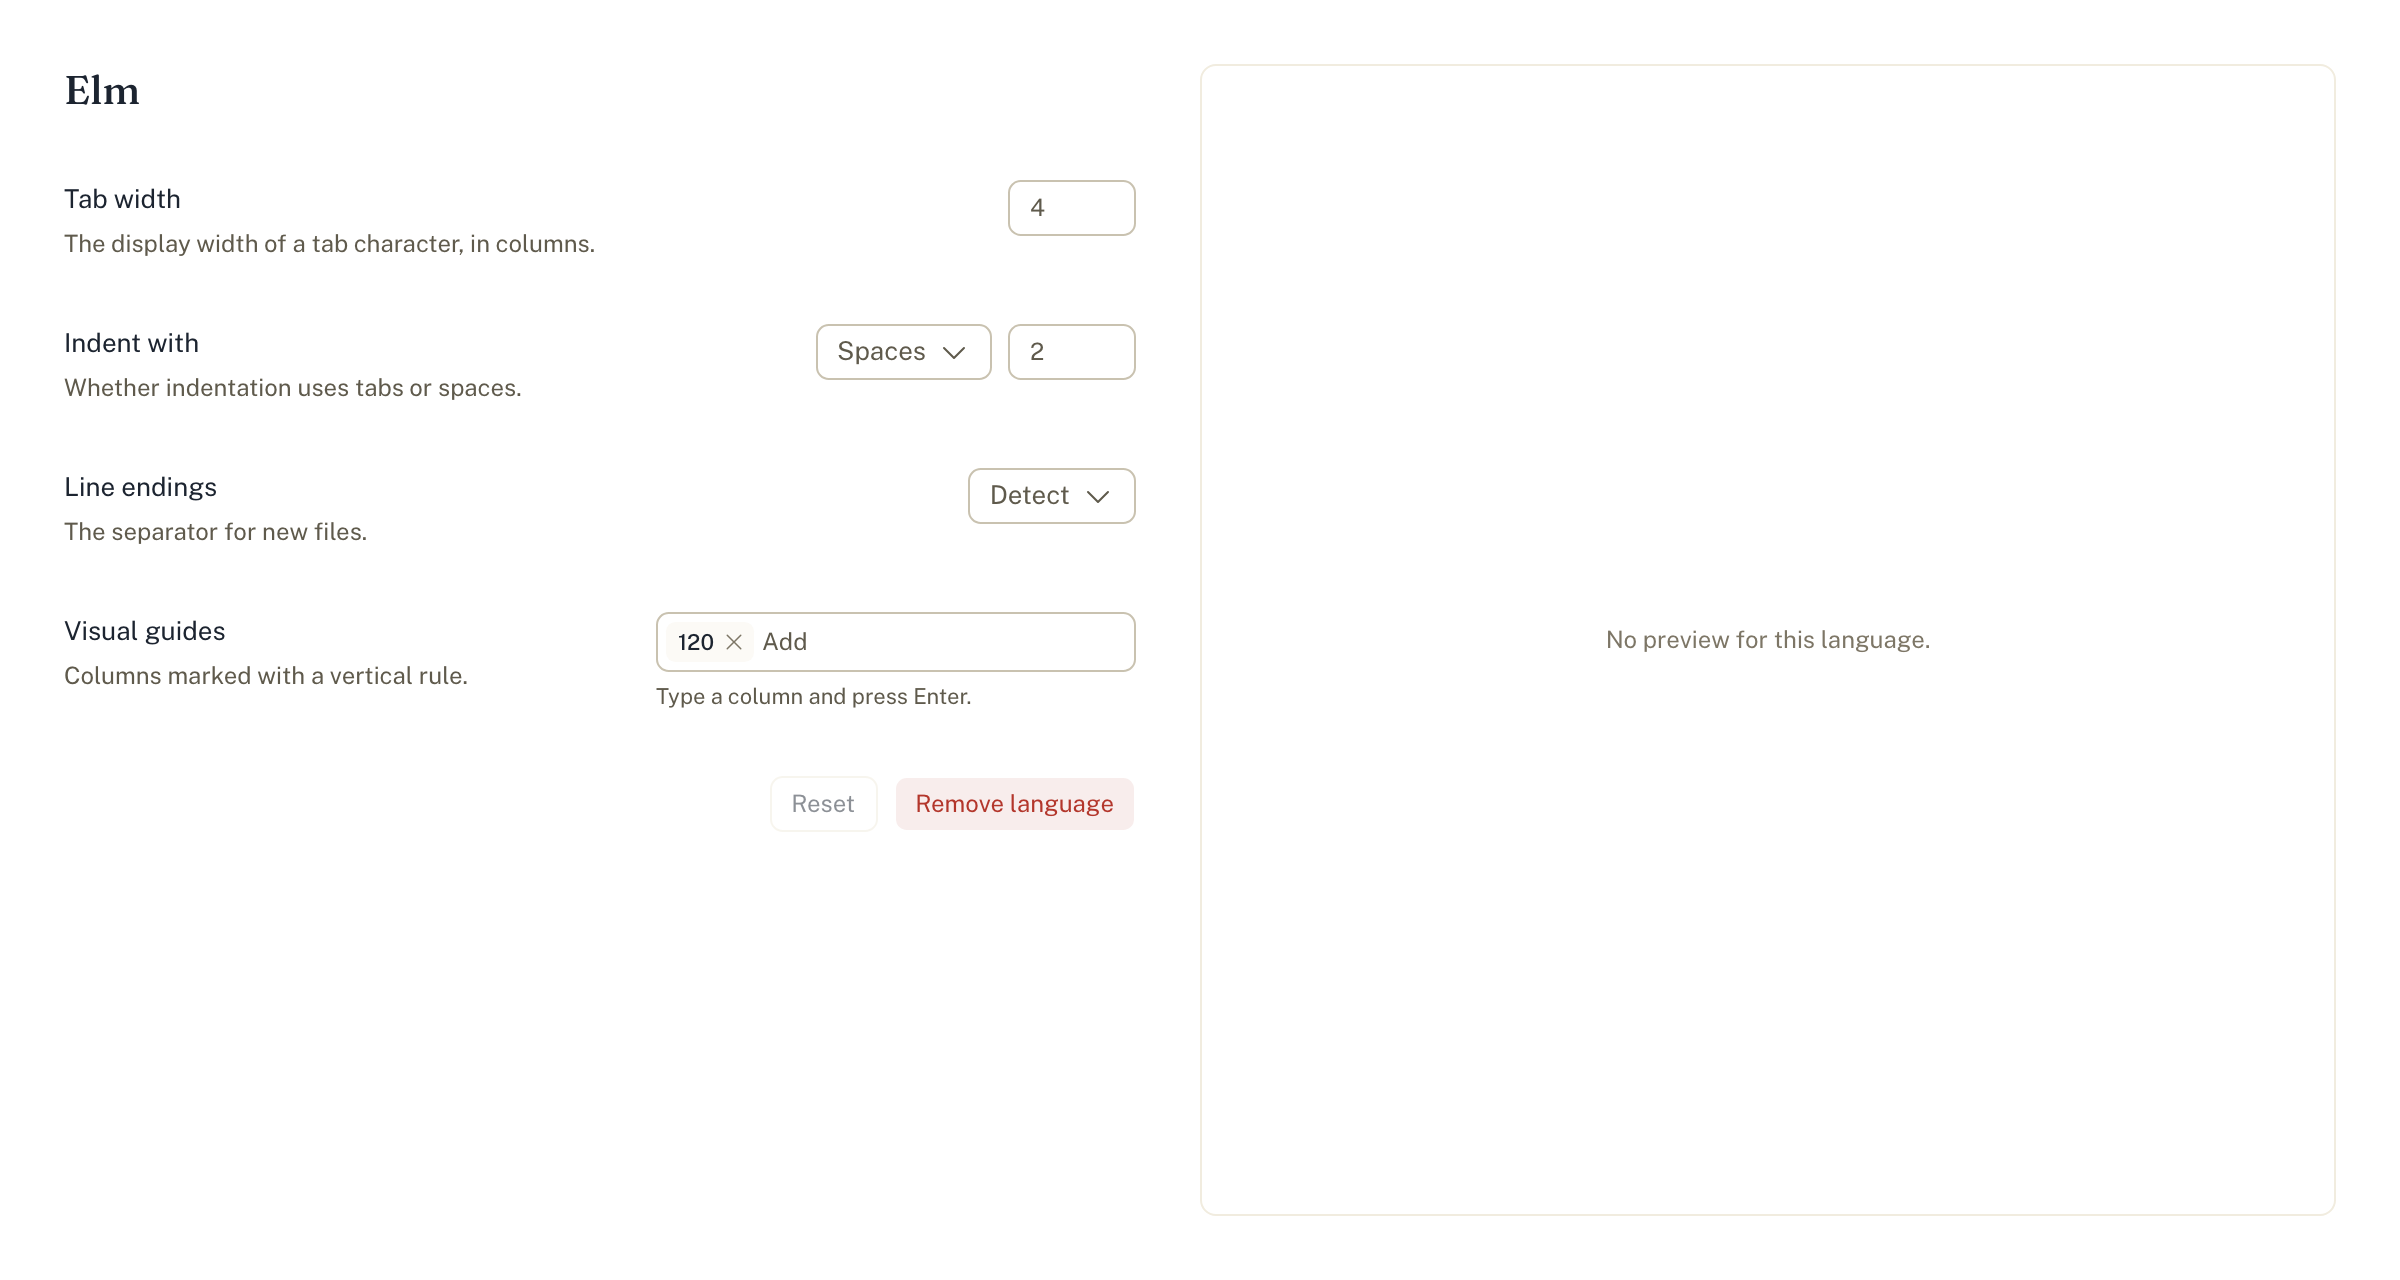 Elm
Tab width
4
The display width of a tab character, in columns.
Indent with
Spaces
2
Whether indentation uses tabs or spaces.
Line endings
Detect
The separator for new files.
Visual guides
120
Add
Columns marked with a vertical rule.
Type a column and press Enter.
Reset
Remove language
No preview for this language.